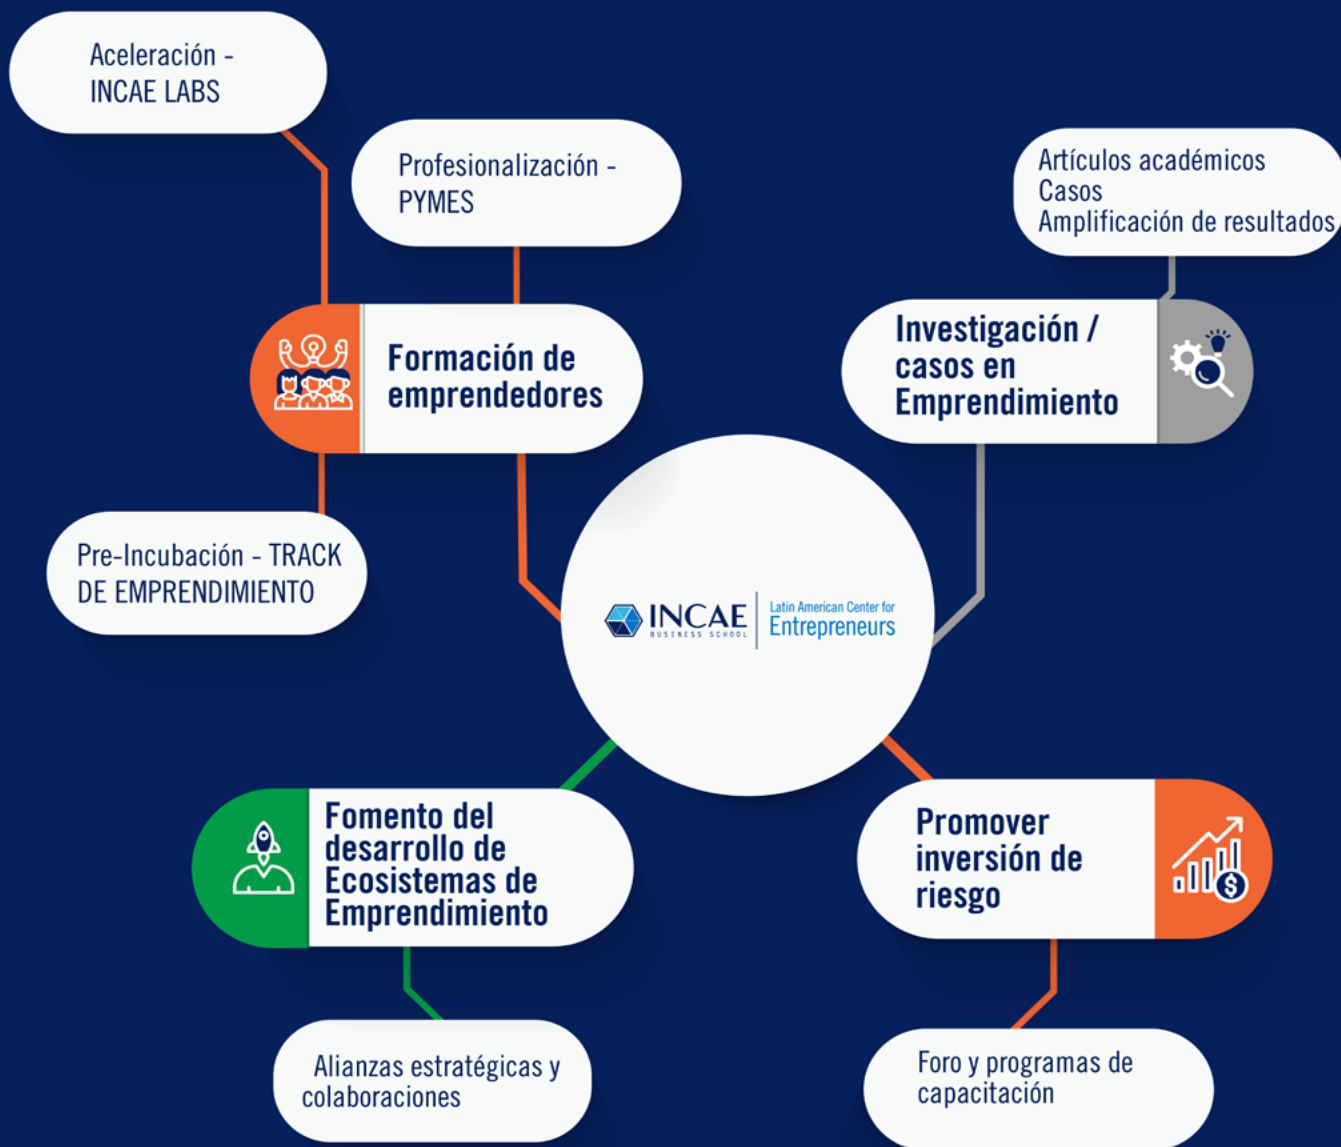 Aceleración -
INCAE LABS
Profesionalización -
PYMES
Artículos académicos
Casos
Amplificación de resultados
Formación de
emprendedores
Investigación /
casos en
Emprendimiento
Pre-Incubación - TRACK
DE EMPRENDIMIENTO
INCAE
BUSINESS SCHOOL
Latin American Center for
Entrepreneurs
Fomento del
desarrollo de
Ecosistemas de
Emprendimiento
Promover
inversión de
riesgo
$
Alianzas estratégicas y
colaboraciones
Foro y programas de
capacitación